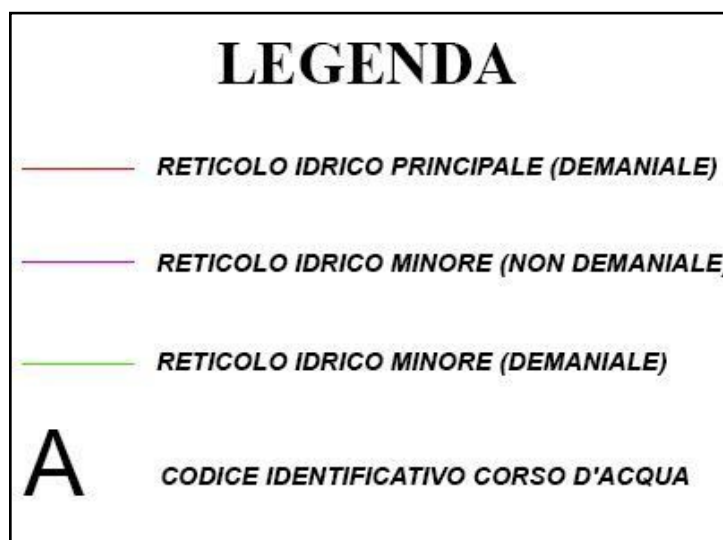 LEGENDA
RETICOLO IDRICO PRINCIPALE (DEMANIALE)
RETICOLO IDRICO MINORE (NON DEMANIALE)
RETICOLO IDRICO MINORE (DEMANIALE)
A CODICE IDENTIFICATIVO CORSO D'ACQUA